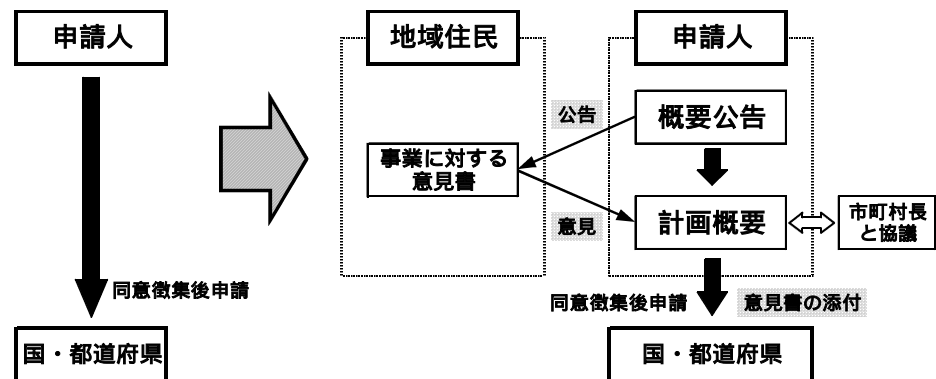 申請人
同意徴集後申請
国・都道府県
地域住民
申請人
公告
概要公告
事業に対する
意見書
意見
計画概要
市町村長
と協議
同意徴集後申請
意見書の添付
国・都道府県